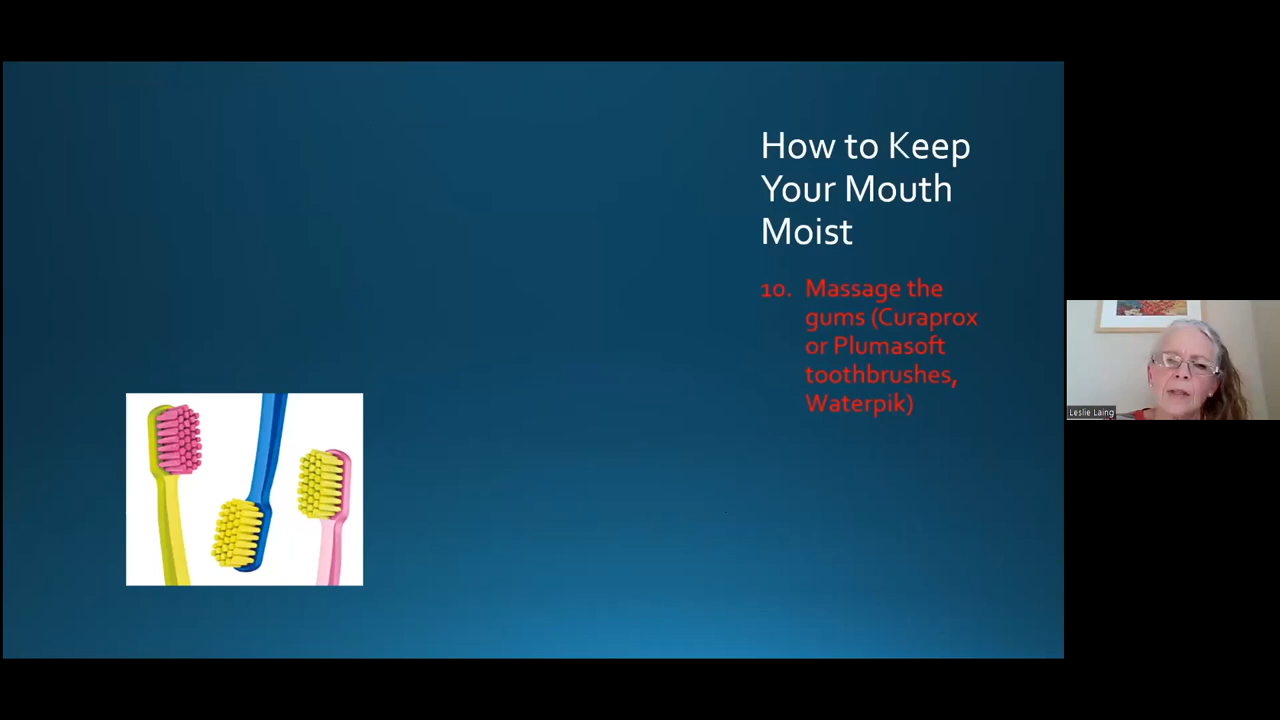 How to Keep
Your Mouth
Moist
10. Massage the
gums (Curaprox
or Plumasoft
toothbrushes,
Waterpik)
Leslie Laing